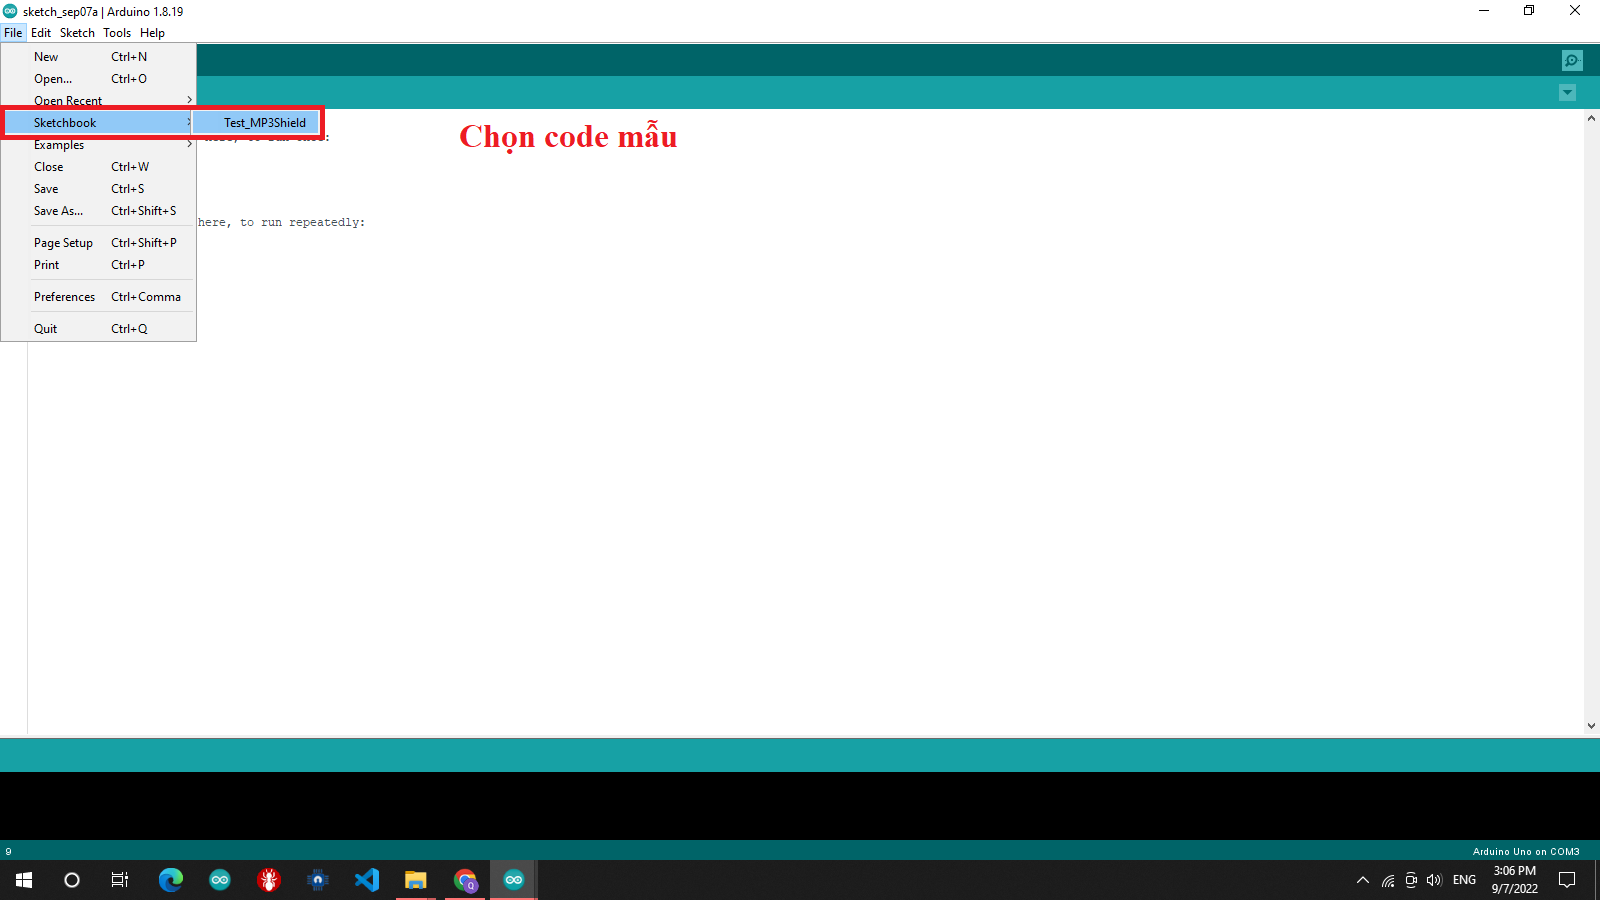 sketch_sep07a | Arduino 1.8.19
File Edit Sketch Tools Help
New Ctrl+N
Open... Ctrl+O
Open Recent
Sketchbook
Test_MP3Shield
Chọn code mẫu
Examples
Close Ctrl+W
Save Ctrl+S
Save As... Ctrl+Shift+S
here, to run repeatedly:
Page Setup Ctrl+Shift+P
Print Ctrl+P
Preferences Ctrl+Comma
Quit Ctrl+Q
9
Arduino Uno on COM3
ENG
3:06 PM
9/7/2022